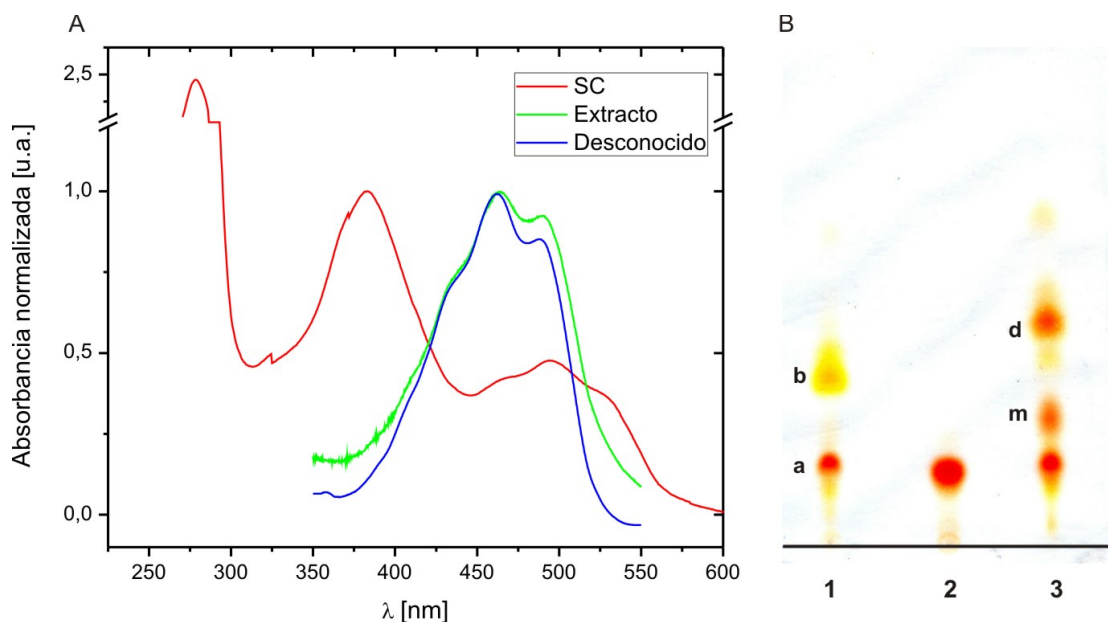 A
B
2,5
1,0
0,5
0,0
Absorbancia normalizada [u.a.]
SC
Extracto
Desconocido
250 300 350 400 450 500 550 600
λ [nm]
d
b
m
a
1 2 3